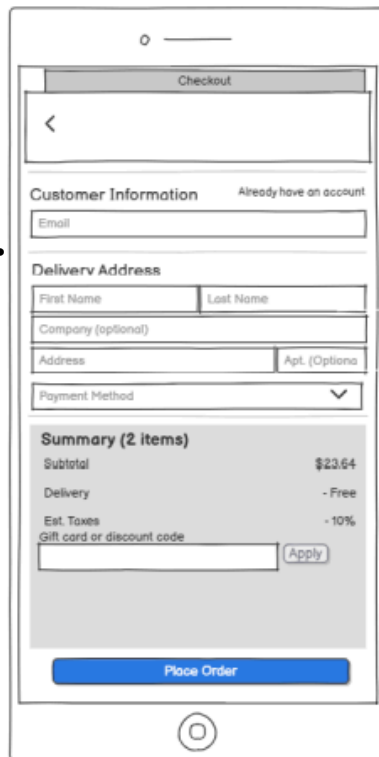 Checkout
Customer Information Already have an account
Email
Delivery Address
First Name Last Name
Company (optional)
Address Apt. (Optiona
Payment Method
Summary (2 items)
Subtotal $23.64
Delivery - Free
Est. Taxes - 10%
Gift card or discount code
Apply
Place Order